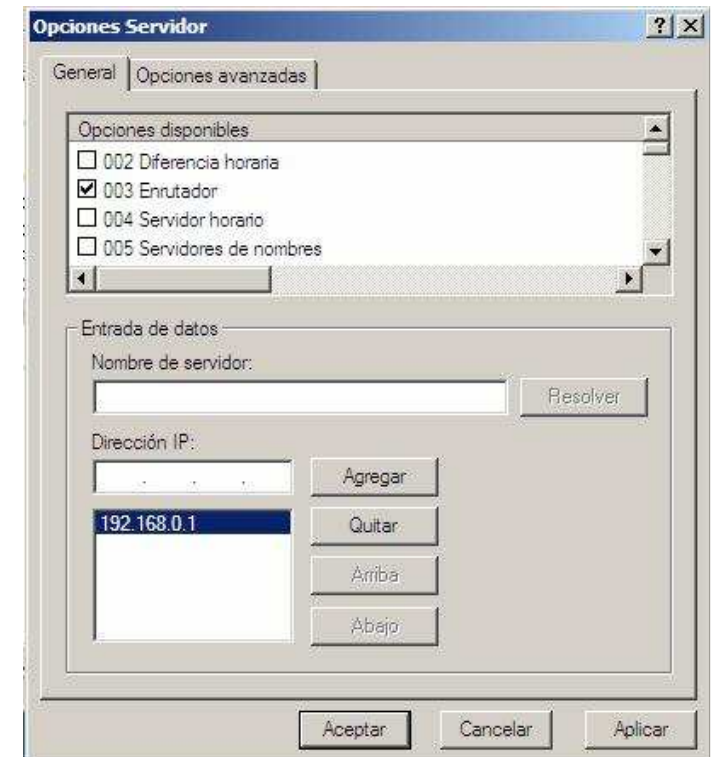 Opciones Servidor
General
Opciones avanzadas
Opciones disponibles
002 Diferencia horaria
003 Enrutador
004 Servidor horario
005 Servidores de nombres
Entrada de datos
Nombre de servidor:
Resolver
Dirección IP:
Agregar
192.168.0.1
Quitar
Arriba
Abajo
Aceptar
Cancelar
Aplicar